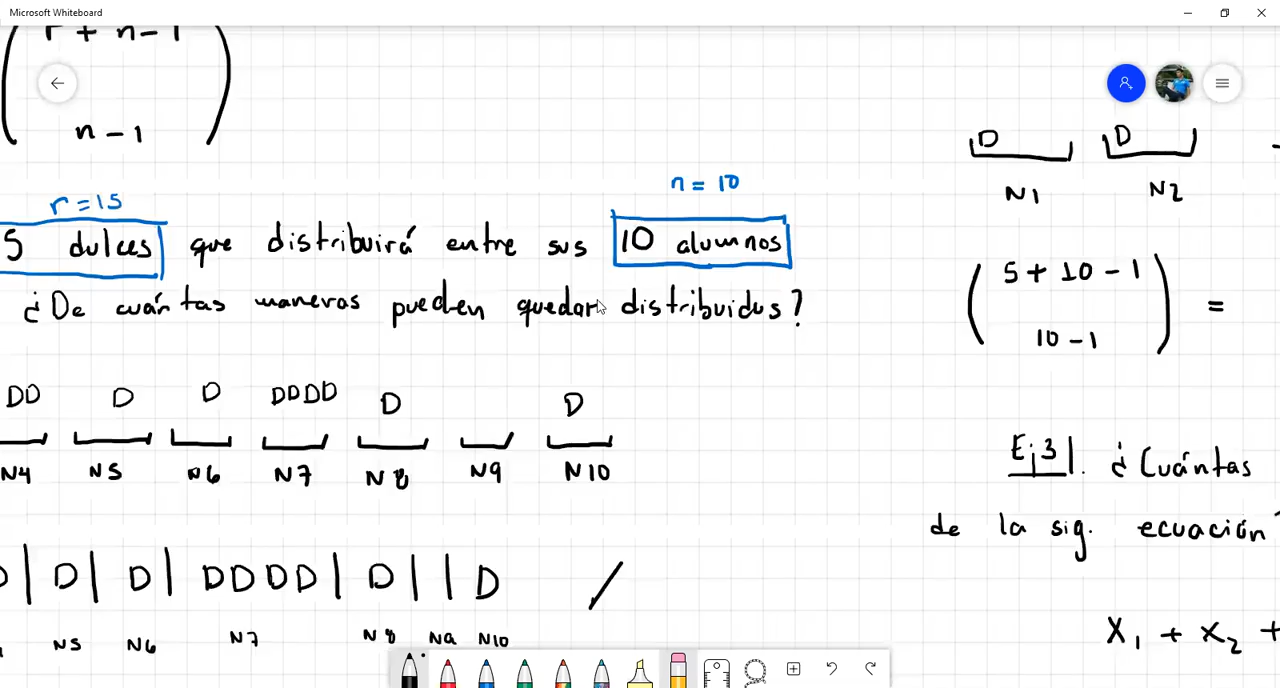 Microsoft Whiteboard
r + n - 1
n - 1
r = 15
n = 10
5 dulces que distribuirá entre sus 10 alumnos
¿De cuántas maneras pueden quedar distribuidos?
DD D D DDDD D D
N4 N5 N6 N7 N8 N9 N10
D | D | D | DDDD | D | | D /
N5 N6 N7 N8 N9 N10
D D
N1 N2
5 + 10 - 1
=
10 - 1
Ej 3|. ¿Cuántas
de la sig. ecuación
X1 + X2 +